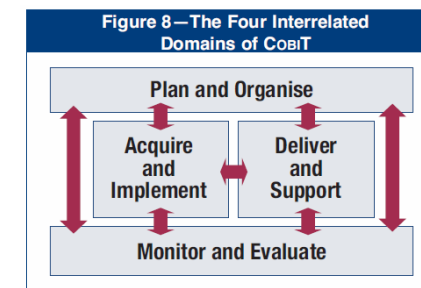 Figure 8—The Four Interrelated
Domains of COBIT
Plan and Organise
Acquire
and
Implement
Deliver
and
Support
Monitor and Evaluate